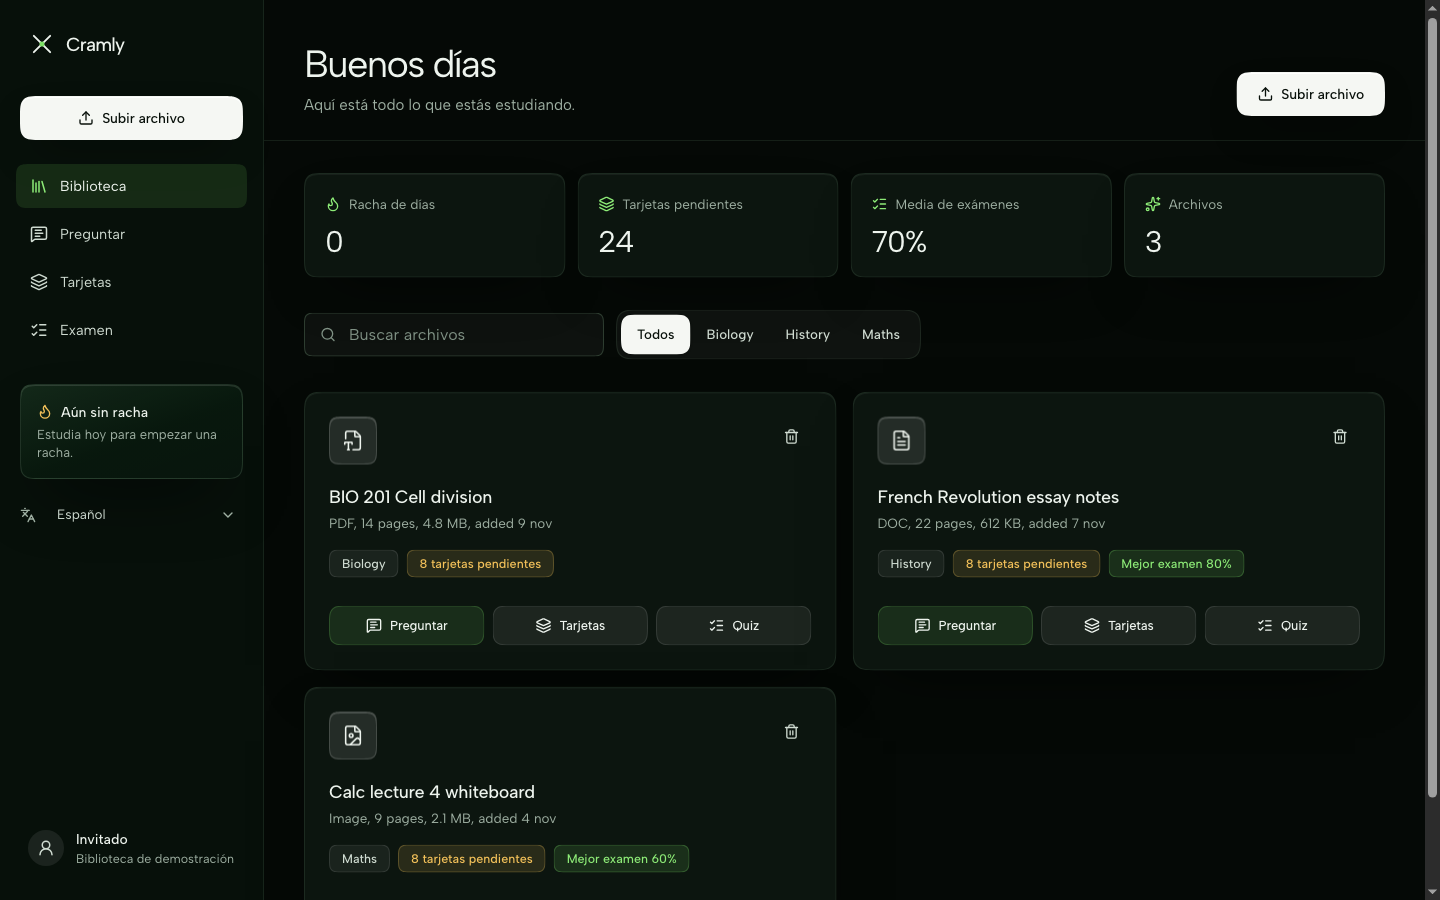 Cramly
Subir archivo
Biblioteca
Preguntar
Tarjetas
Examen
Aún sin racha
Estudia hoy para empezar una
racha.
Español
Invitado
Biblioteca de demostración
Buenos días
Aquí está todo lo que estás estudiando.
Subir archivo
Racha de días
0
Tarjetas pendientes
24
Media de exámenes
70%
Archivos
3
Buscar archivos
Todos Biology History Maths
BIO 201 Cell division
PDF, 14 pages, 4.8 MB, added 9 nov
Biology 8 tarjetas pendientes
Preguntar Tarjetas Quiz
French Revolution essay notes
DOC, 22 pages, 612 KB, added 7 nov
History 8 tarjetas pendientes Mejor examen 80%
Preguntar Tarjetas Quiz
Calc lecture 4 whiteboard
Image, 9 pages, 2.1 MB, added 4 nov
Maths 8 tarjetas pendientes Mejor examen 60%